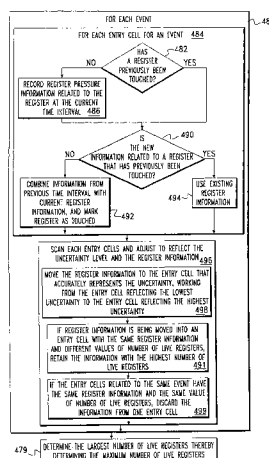 FOR EACH EVENT
48
FOR EACH ENTRY CELL FOR AN EVENT 484
482
HAS
A REGISTER
PREVIOUSLY BEEN
TOUCHED?
NO
YES
RECORD REGISTER PRESSURE
INFORMATION RELATED TO THE
REGISTER AT THE CURRENT
TIME INTERVAL 486
490
IS
THE NEW
INFORMATION RELATED TO A REGISTER
THAT HAS PREVIOUSLY BEEN
TOUCHED?
NO
YES
COMBINE INFORMATION FROM
PREVIOUS TIME INTERVAL WITH
CURRENT REGISTER
INFORMATION, AND MARK
REGISTER AS TOUCHED
492
494
USE EXISTING
REGISTER
INFORMATION
SCAN EACH ENTRY CELLS AND ADJUST TO REFLECT THE
UNCERTAINTY LEVEL AND THE REGISTER INFORMATION
496
MOVE THE REGISTER INFORMATION TO THE ENTRY CELL THAT
ACCURATELY REPRESENTS THE UNCERTAINTY, WORKING
FROM THE ENTRY CELL REFLECTING THE LOWEST
UNCERTAINTY TO THE ENTRY CELL REFLECTING THE HIGHEST
UNCERTAINTY 498
IF REGISTER INFORMATION IS BEING MOVED INTO AN
ENTRY CELL WITH THE SAME REGISTER INFORMATION
AND DIFFERENT VALUES OF NUMBER OF LIVE REGISTERS,
RETAIN THE INFORMATION WITH THE HIGHEST NUMBER OF
LIVE REGISTERS 491
IF THE ENTRY CELLS RELATED TO THE SAME EVENT HAVE
THE SAME REGISTER INFORMATION AND THE SAME VALUE
OF NUMBER OF LIVE REGISTERS, DISCARD THE
INFORMATION FROM ONE ENTRY CELL 499
479
DETERMINE THE LARGEST NUMBER OF LIVE REGISTERS THEREBY
DETERMINING THE MAXIMUM NUMBER OF LIVE REGISTERS